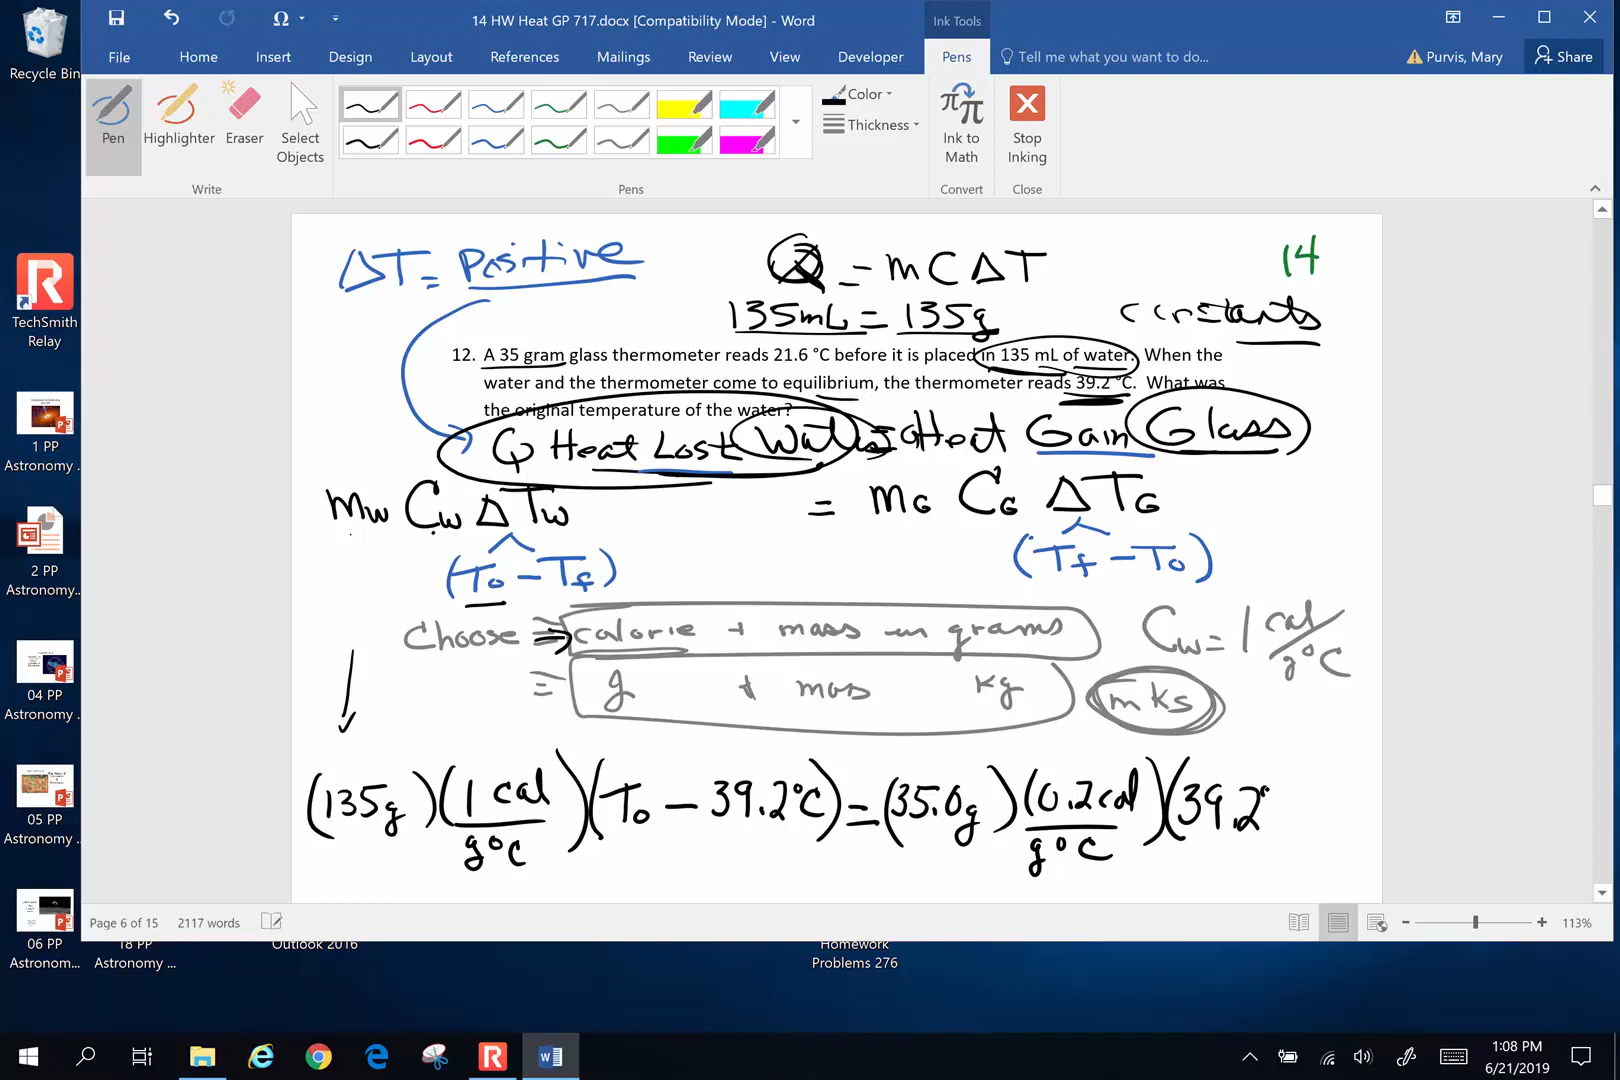 Recycle Bin
TechSmith Relay
1 PP Astronomy ...
2 PP Astronomy...
04 PP Astronomy ...
05 PP Astronomy ...
06 PP Astronom...
18 PP Astronomy ...
Outlook 2016
Homework Problems 276
14 HW Heat GP 717.docx [Compatibility Mode] - Word
Ink Tools
File Home Insert Design Layout References Mailings Review View Developer Pens Tell me what you want to do... Purvis, Mary Share
Pen Highlighter Eraser Select Objects
Color
Thickness
Ink to Math
Stop Inking
Write Pens Convert Close
ΔT = Positive
Q = m C Δ T
14
135mL = 135g
constants
12. A 35 gram glass thermometer reads 21.6 °C before it is placed in 135 mL of water. When the
water and the thermometer come to equilibrium, the thermometer reads 39.2 °C. What was
the original temperature of the water?
Q Heat Lost Water = Heat Gain Glass
mw Cw ΔTw = mG CG ΔTG
(To - Tf) (Tf - To)
Choose ⇒ calorie + mass in grams
Cw = 1 cal/g°C
= J + mass kg mks
(135g)(1 cal/g°C)(To - 39.2°C) = (35.0g)(0.2cal/g°C)(39.2°
Page 6 of 15 2117 words 113%
1:08 PM
6/21/2019